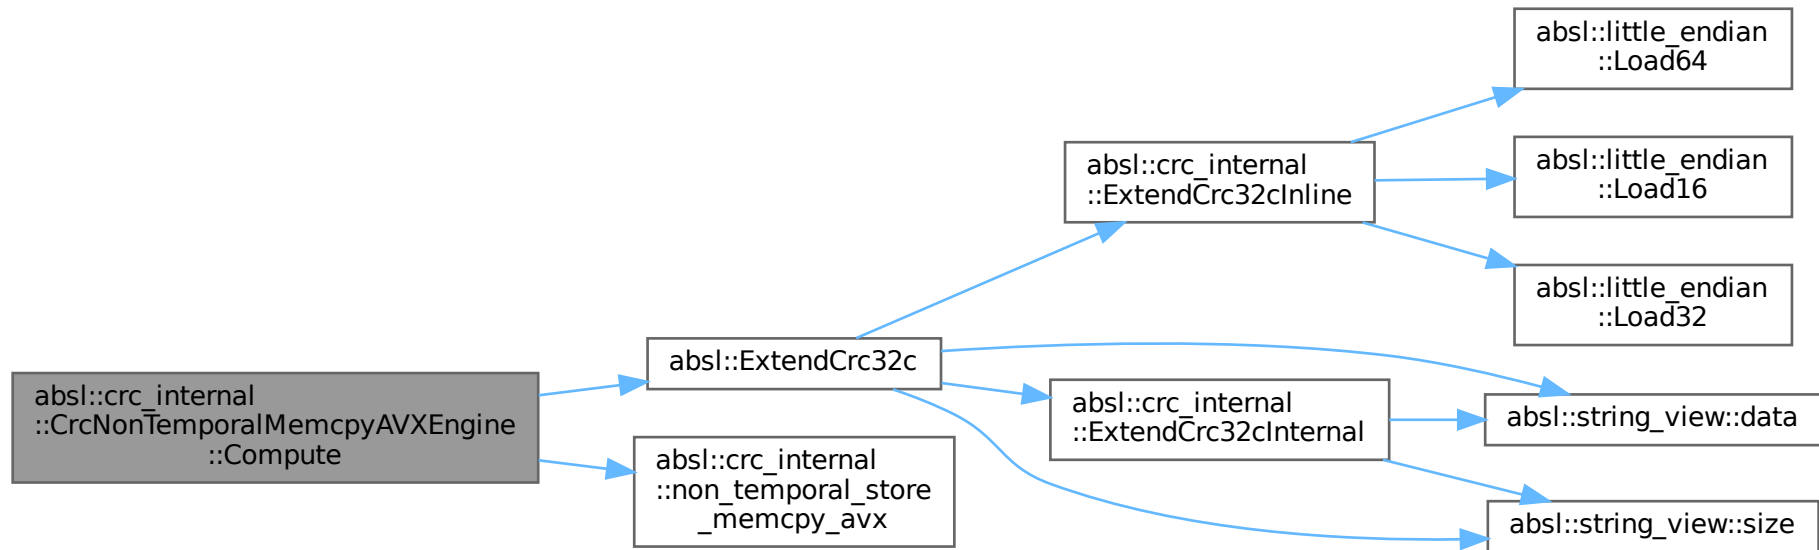 absl::crc_internal
::CrcNonTemporalMemcpyAVXEngine
::Compute
absl::ExtendCrc32c
absl::crc_internal
::non_temporal_store
_memcpy_avx
absl::crc_internal
::ExtendCrc32cInline
absl::crc_internal
::ExtendCrc32cInternal
absl::little_endian
::Load64
absl::little_endian
::Load16
absl::little_endian
::Load32
absl::string_view::data
absl::string_view::size